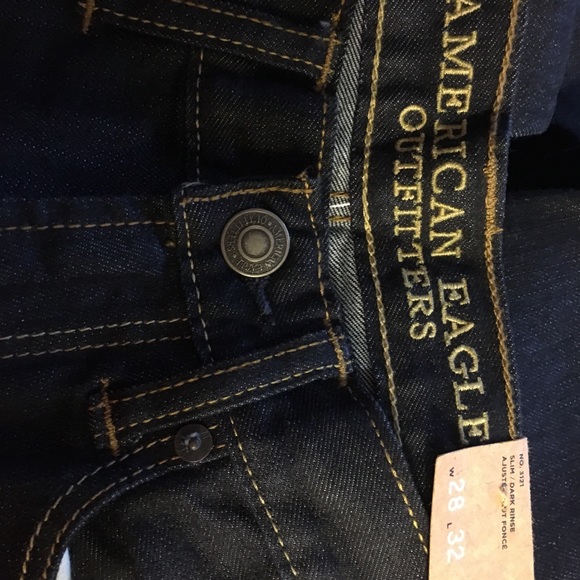 AMERICAN EAGLE
OUTFITTERS
NO. 3121
SLIM / DARK RINSE
W 28 L 32